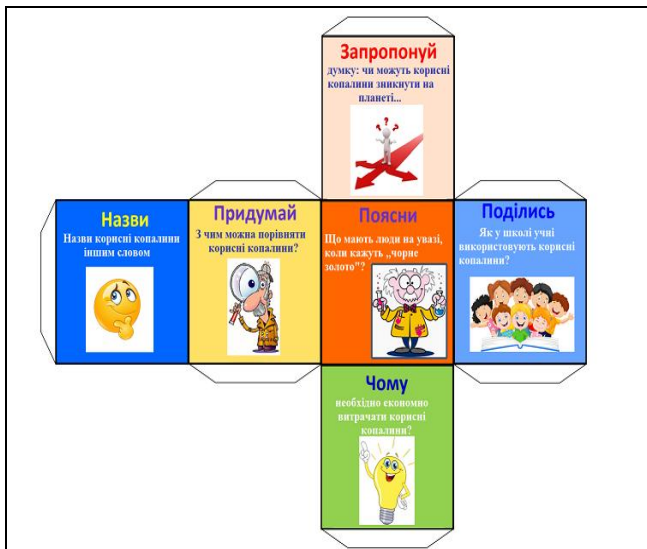 Запропонуй
думку: чи можуть корисні
копалини зникнути на
планеті...
Назви
Назви корисні копалини
іншим словом
Придумай
З чим можна порівняти
корисні копалини?
Поясни
Що мають люди на увазі,
коли кажуть „чорне
золото"?
Поділись
Як у школі учні
використовують корисні
копалини?
Чому
необхідно економно
витрачати корисні
копалини?